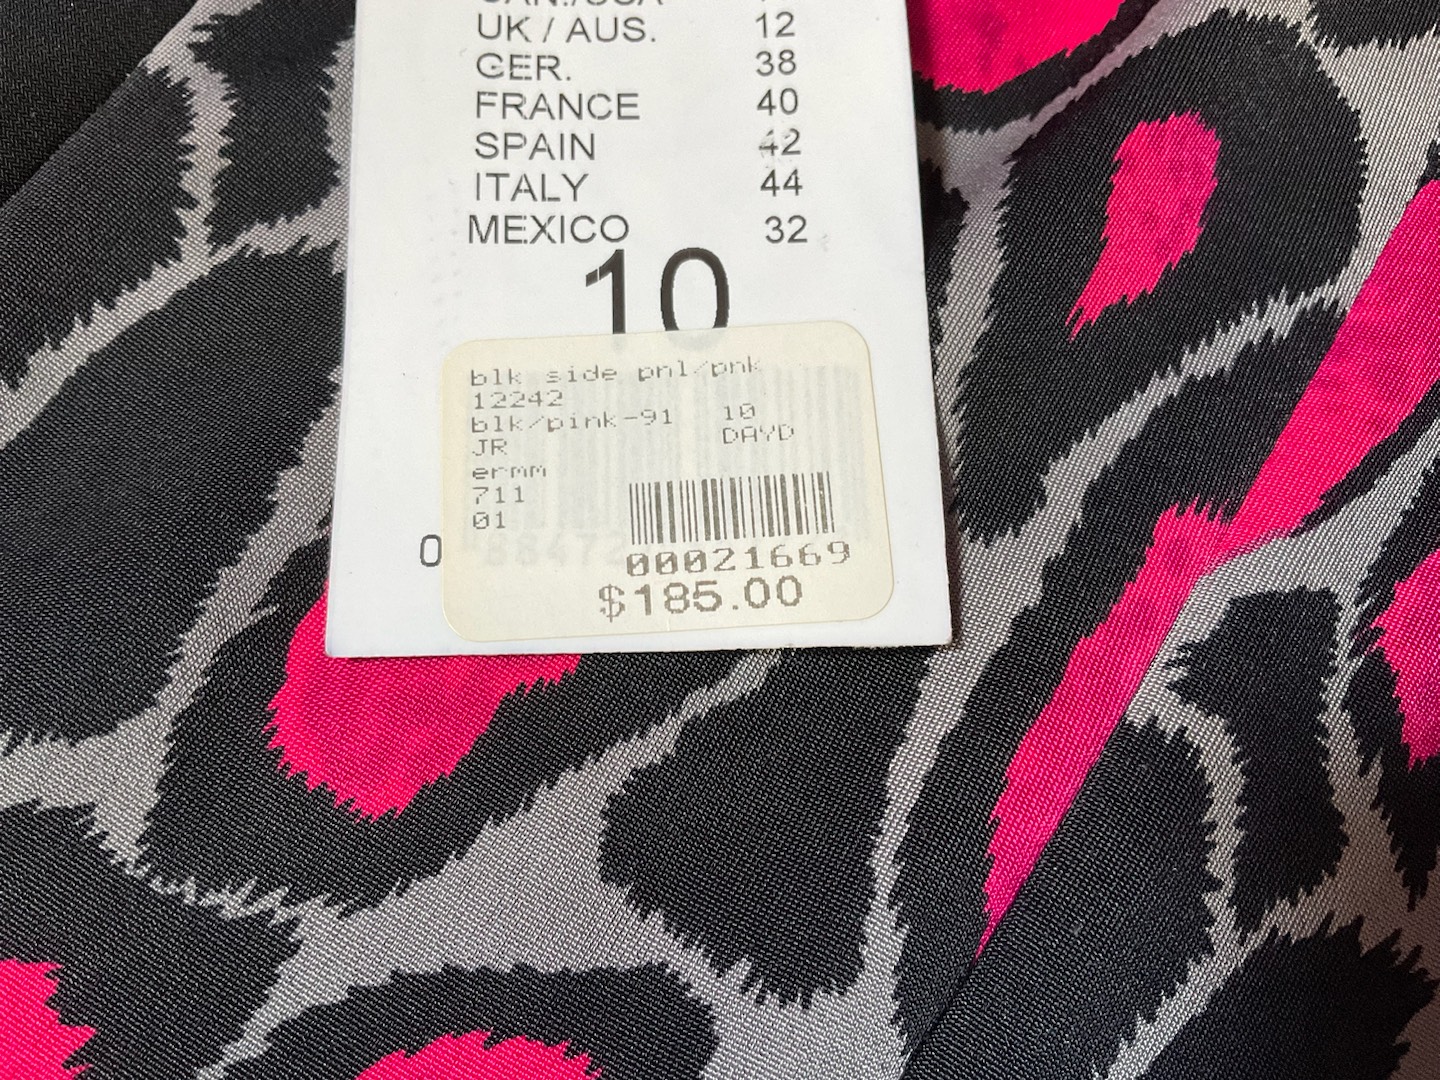 UK / AUS. 12
GER. 38
FRANCE 40
SPAIN 42
ITALY 44
MEXICO 32
10
blk side pnl/pnk
12242
blk/pink-91 10
JR DAYD
ermm
711
01
0
00021669
$185.00